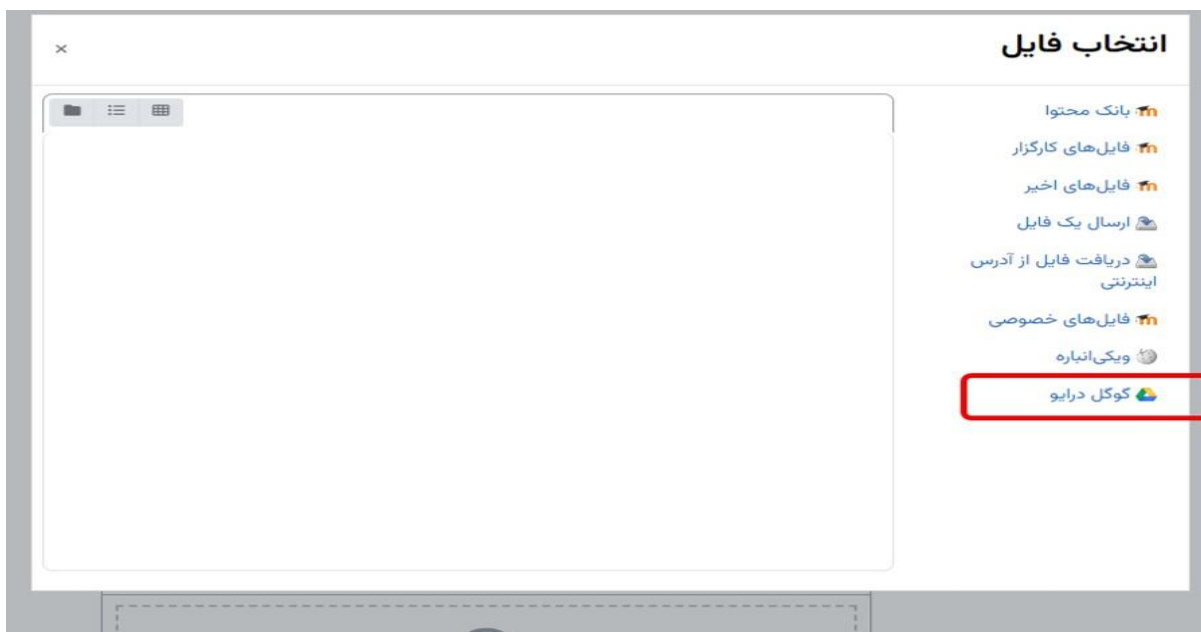 انتخاب فایل
×
بانک محتوا
فایل‌های کارگزار
فایل‌های اخیر
ارسال یک فایل
دریافت فایل از آدرس
اینترنتی
فایل‌های خصوصی
ویکی‌انباره
گوگل درایو